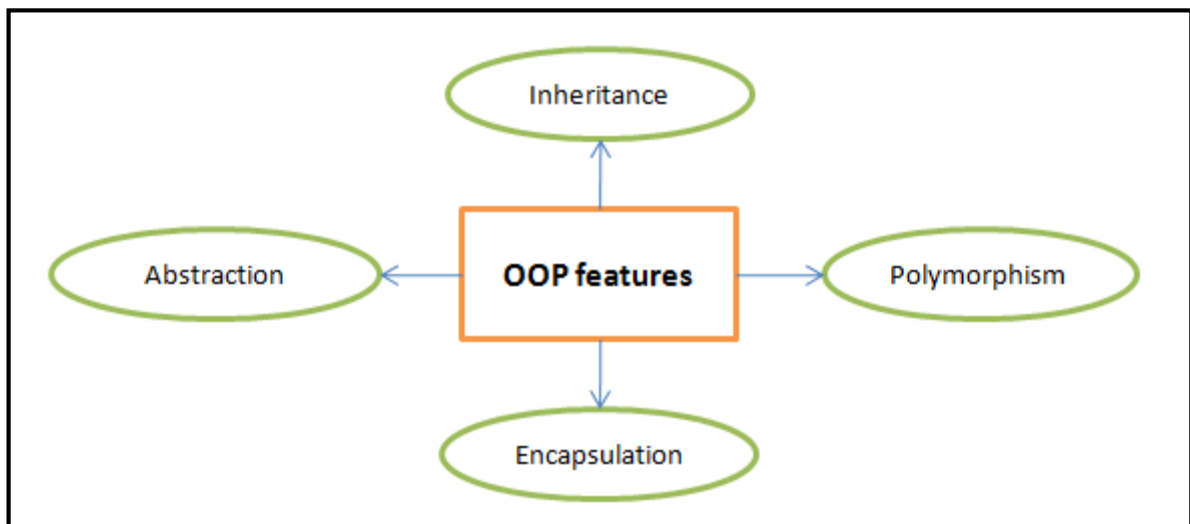 Inheritance
Abstraction
OOP features
Polymorphism
Encapsulation